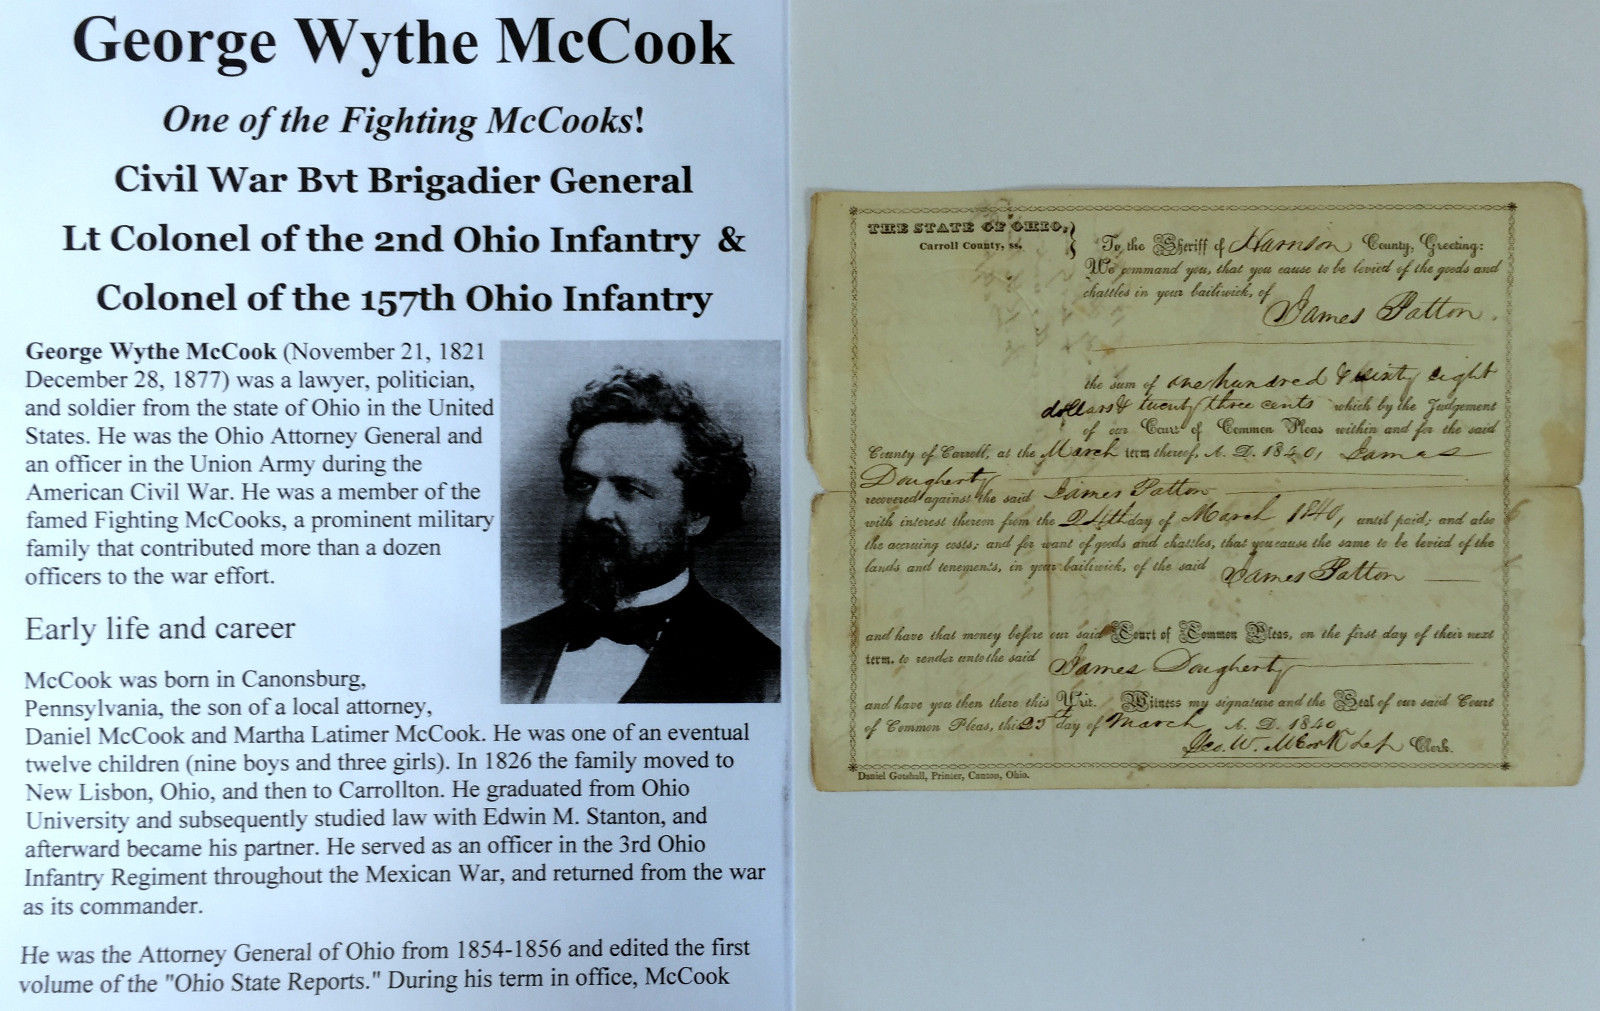 George Wythe McCook
One of the Fighting McCooks!
Civil War Bvt Brigadier General
Lt Colonel of the 2nd Ohio Infantry &
Colonel of the 157th Ohio Infantry
George Wythe McCook (November 21, 1821
December 28, 1877) was a lawyer, politician,
and soldier from the state of Ohio in the United
States. He was the Ohio Attorney General and
an officer in the Union Army during the
American Civil War. He was a member of the
famed Fighting McCooks, a prominent military
family that contributed more than a dozen
officers to the war effort.
Early life and career
McCook was born in Canonsburg,
Pennsylvania, the son of a local attorney,
Daniel McCook and Martha Latimer McCook. He was one of an eventual
twelve children (nine boys and three girls). In 1826 the family moved to
New Lisbon, Ohio, and then to Carrollton. He graduated from Ohio
University and subsequently studied law with Edwin M. Stanton, and
afterward became his partner. He served as an officer in the 3rd Ohio
Infantry Regiment throughout the Mexican War, and returned from the war
as its commander.
He was the Attorney General of Ohio from 1854-1856 and edited the first
volume of the "Ohio State Reports." During his term in office, McCook
THE STATE OF OHIO,
Carroll County, ss.
To the Sheriff of Harrison County, Greeting:
We command you, that you cause to be levied of the goods and
chattles in your bailiwick, of
James Patton.
the sum of one hundred & sixty eight
dollars & twenty three cents which by the Judgement
of our Court of Common Pleas within and for the said
County of Carroll, at the March term thereof, A. D. 1840, James
Dougherty
recovered against the said James Patton
with interest thereon from the 24th day of March 1840, until paid; and also
the accruing costs; and for want of goods and chattles, that you cause the same to be levied of the
lands and tenements, in your bailiwick, of the said James Patton
and have that money before our said Court of Common Pleas, on the first day of their next
term, to render unto the said James Dougherty
and have you then there this Writ. Witness my signature and the Seal of our said Court
of Common Pleas, this 25 day of March A. D. 1840
Geo. W. McCook Clerk.
Daniel Gotshall, Printer, Canton, Ohio.